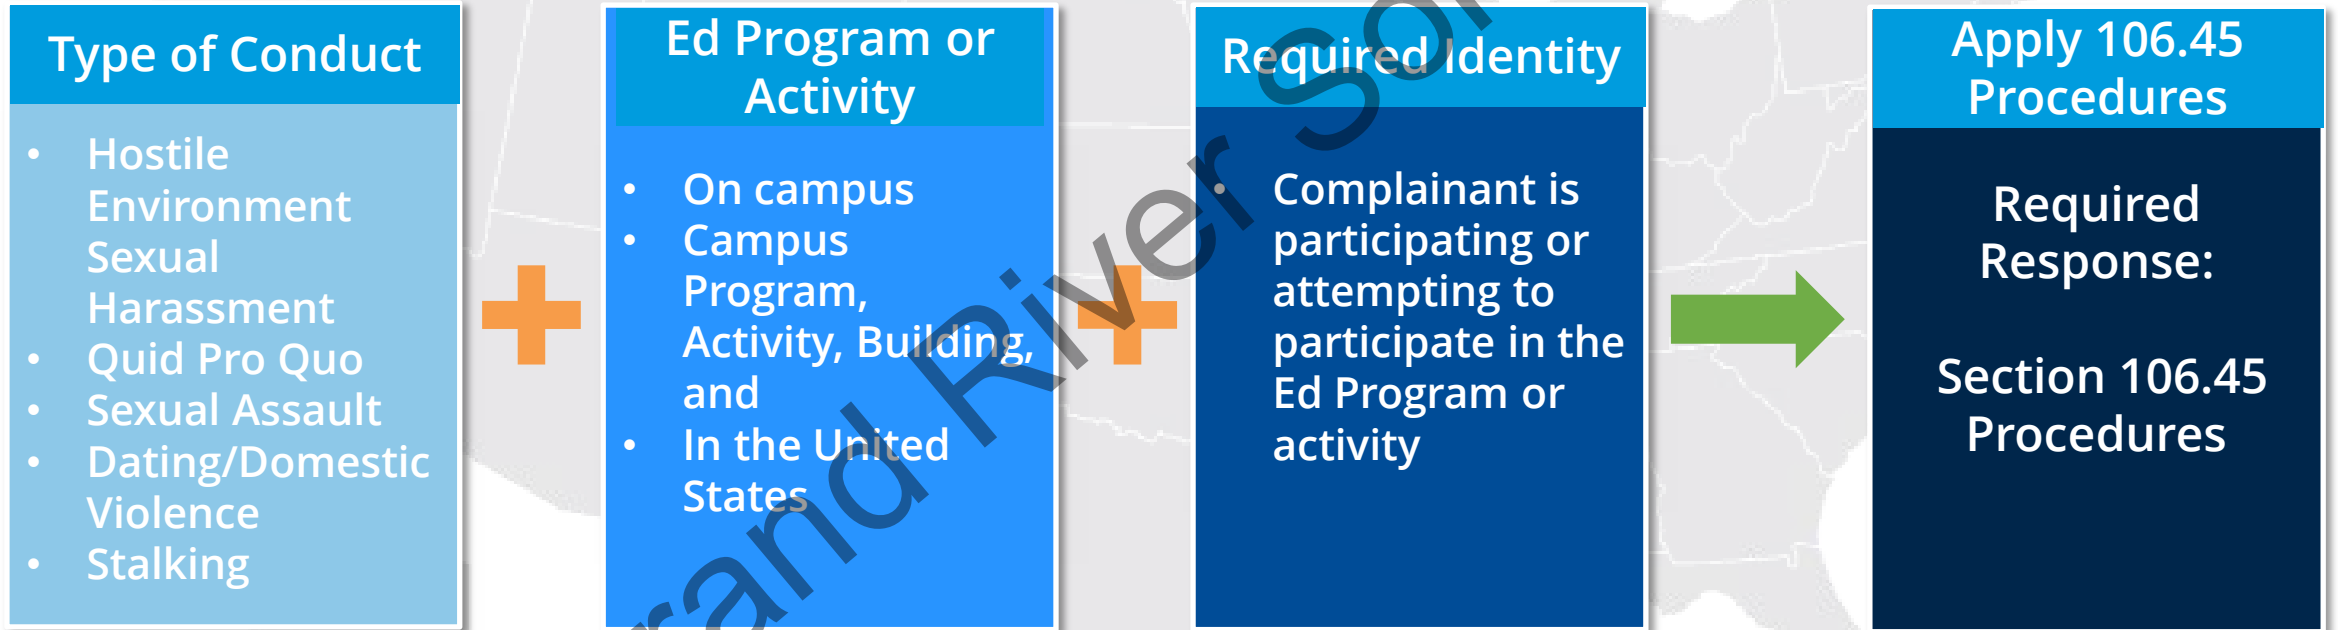 Type of Conduct
• Hostile
Environment
Sexual
Harassment
• Quid Pro Quo
• Sexual Assault
• Dating/Domestic
Violence
• Stalking
Ed Program or
Activity
• On campus
• Campus
Program,
Activity, Building,
and
• In the United
States
Required Identity
• Complainant is
participating or
attempting to
participate in the
Ed Program or
activity
Apply 106.45
Procedures
Required
Response:
Section 106.45
Procedures
River